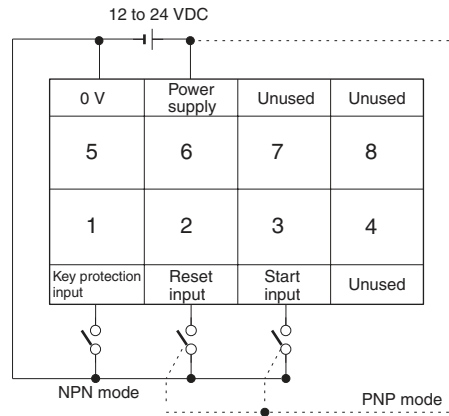 12 to 24 VDC
0 V
Power
supply
Unused
Unused
5
6
7
8
1
2
3
4
Key protection
input
Reset
input
Start
input
Unused
NPN mode
PNP mode